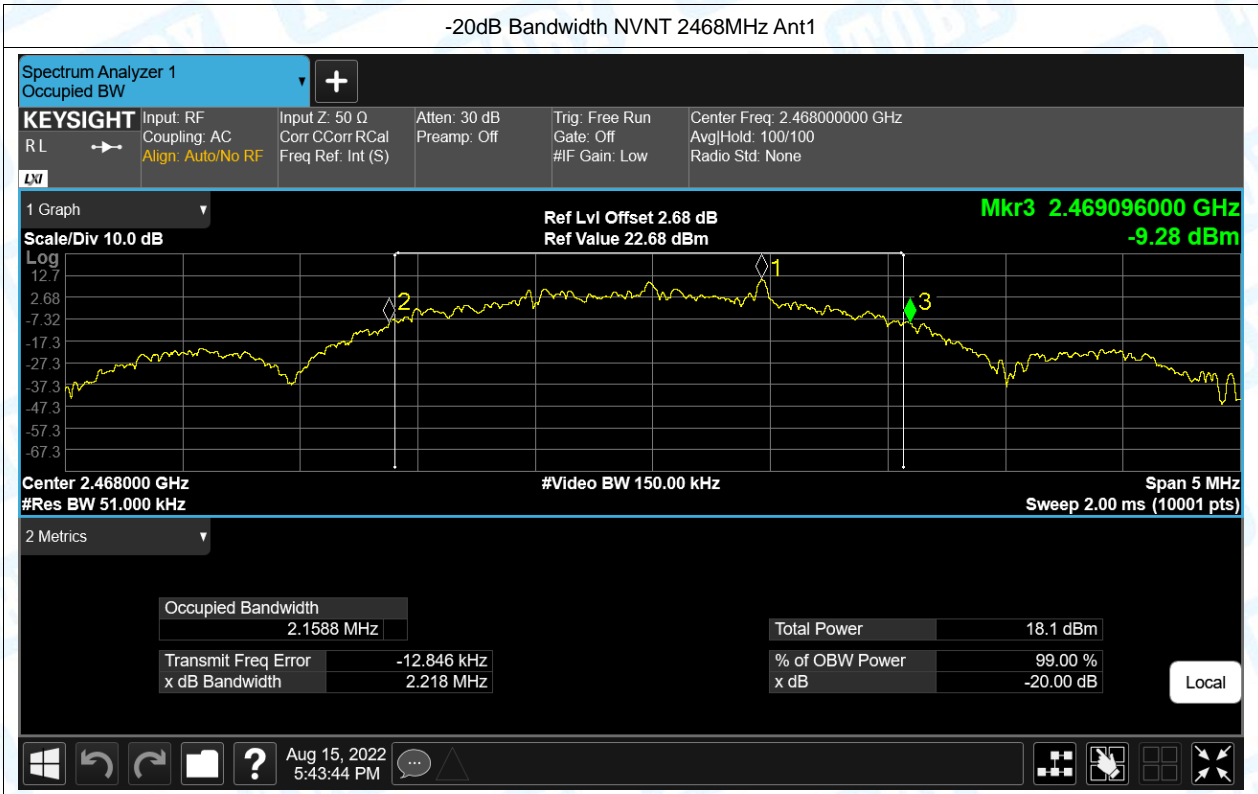 -20dB Bandwidth NVNT 2468MHz Ant1
Spectrum Analyzer 1
Occupied BW
KEYSIGHT
R L
LXI
Input: RF
Coupling: AC
Align: Auto/No RF
Input Z: 50 Ω
Corr CCorr RCal
Freq Ref: Int (S)
Atten: 30 dB
Preamp: Off
Trig: Free Run
Gate: Off
#IF Gain: Low
Center Freq: 2.468000000 GHz
Avg|Hold: 100/100
Radio Std: None
1 Graph
Scale/Div 10.0 dB
Ref Lvl Offset 2.68 dB
Ref Value 22.68 dBm
Mkr3 2.469096000 GHz
-9.28 dBm
Log
12.7
2.68
-7.32
-17.3
-27.3
-37.3
-47.3
-57.3
-67.3
2
1
3
Center 2.468000 GHz
#Res BW 51.000 kHz
#Video BW 150.00 kHz
Span 5 MHz
Sweep 2.00 ms (10001 pts)
2 Metrics
Occupied Bandwidth
2.1588 MHz
Transmit Freq Error -12.846 kHz
x dB Bandwidth 2.218 MHz
Total Power 18.1 dBm
% of OBW Power 99.00 %
x dB -20.00 dB
Local
?
Aug 15, 2022
5:43:44 PM